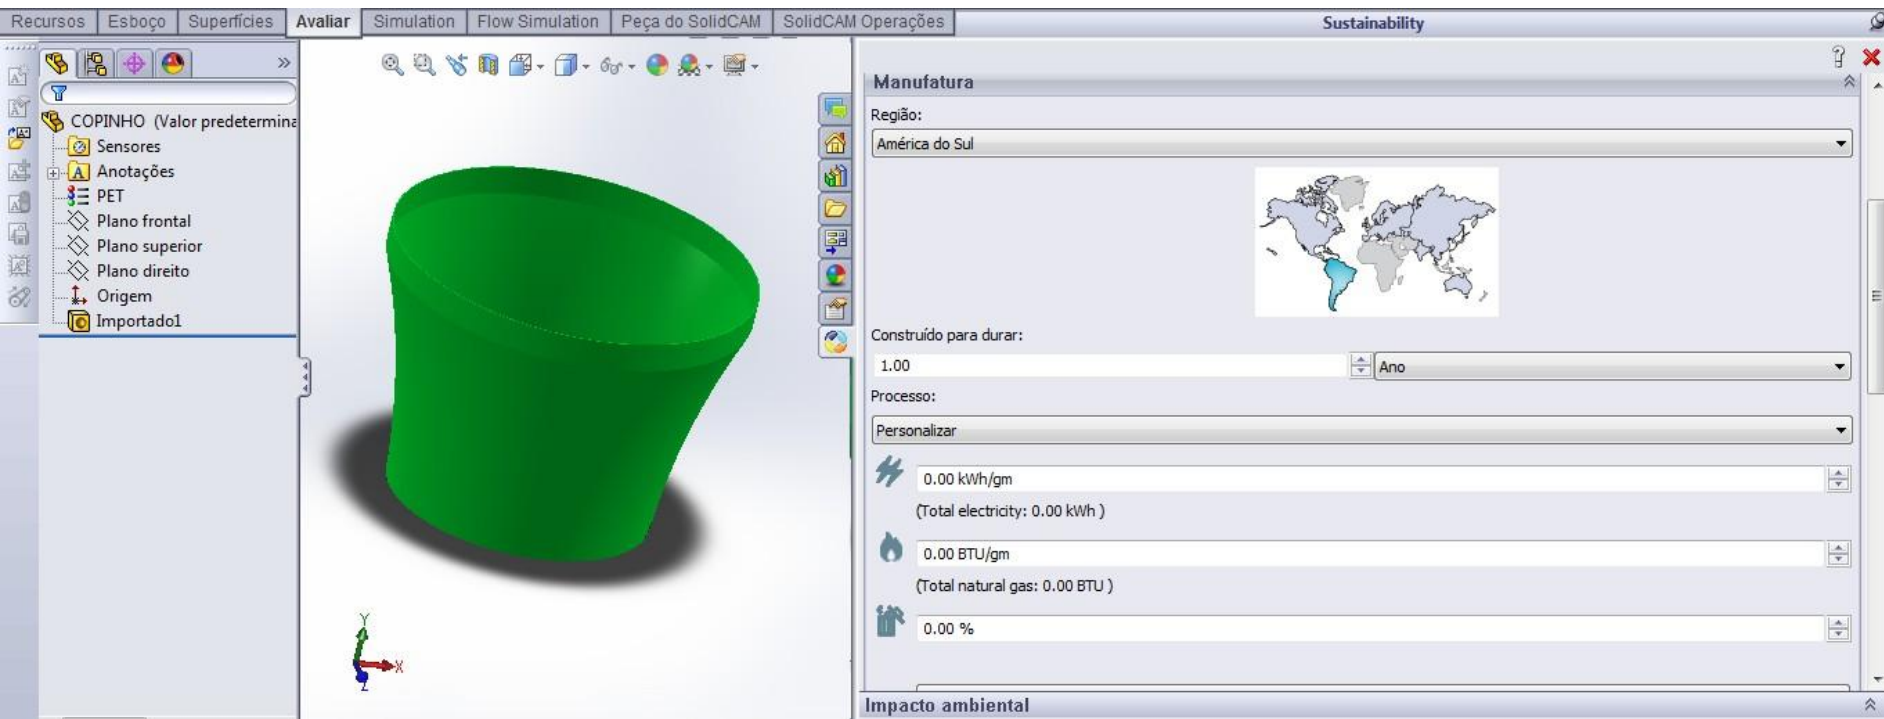 Recursos Esboço Superfícies Avaliar Simulation Flow Simulation Peça do SolidCAM SolidCAM Operações
Sustainability
COPINHO (Valor predetermina
Sensores
Anotações
PET
Plano frontal
Plano superior
Plano direito
Origem
Importado1
Y
X
Z
Manufatura
Região:
América do Sul
Construído para durar:
1.00 Ano
Processo:
Personalizar
0.00 kWh/gm
(Total electricity: 0.00 kWh )
0.00 BTU/gm
(Total natural gas: 0.00 BTU )
0.00 %
Impacto ambiental